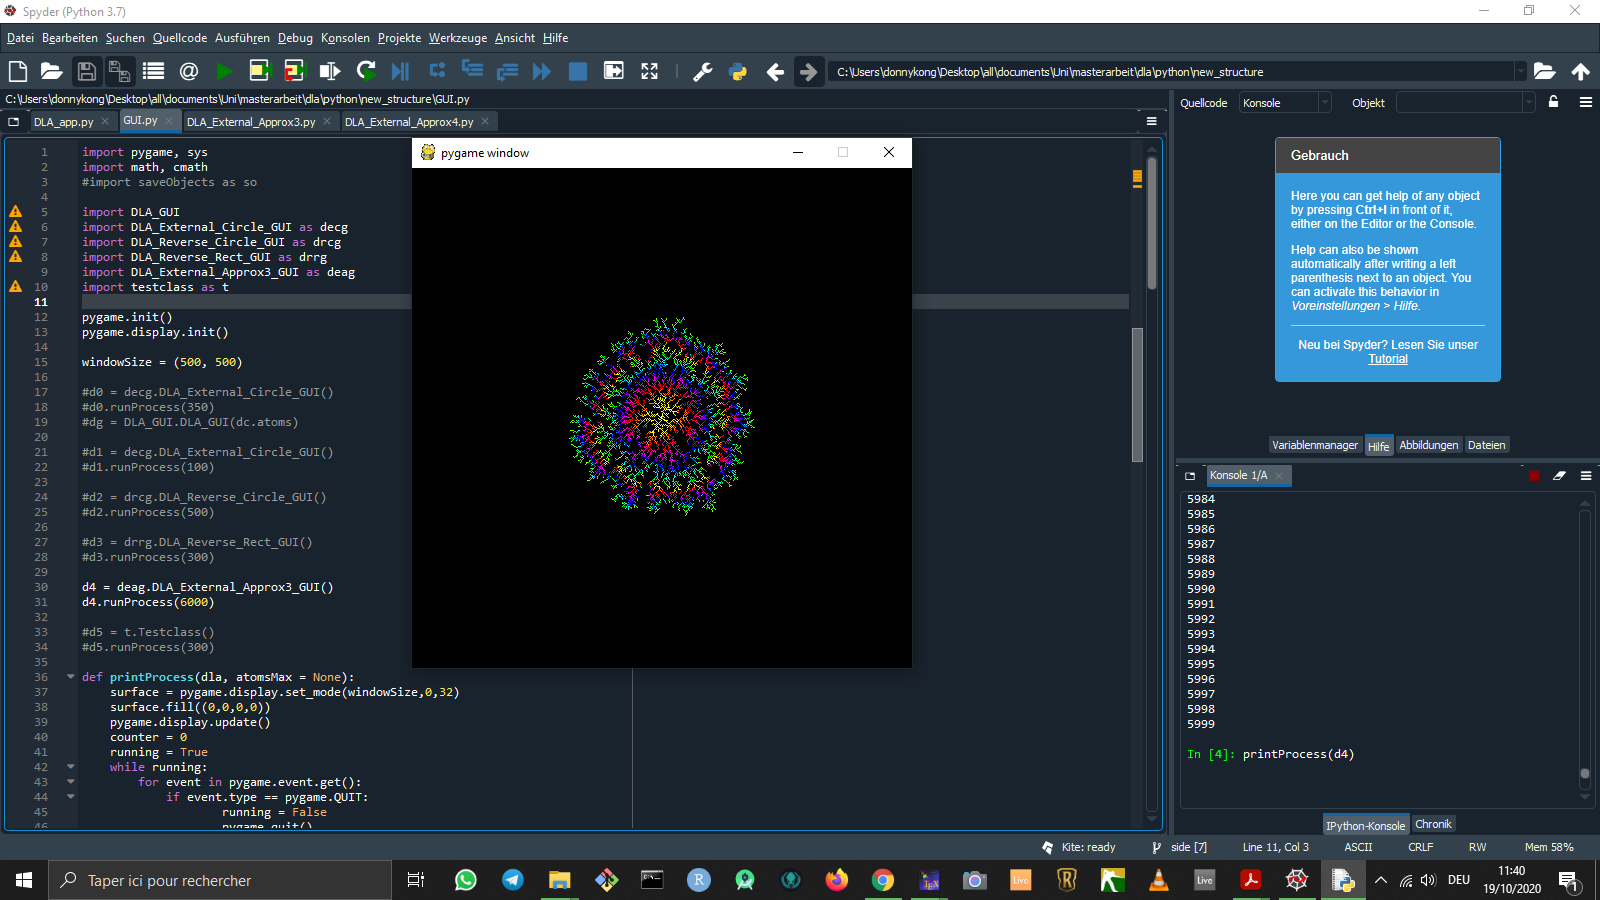 Spyder (Python 3.7)
Datei Bearbeiten Suchen Quellcode Ausführen Debug Konsolen Projekte Werkzeuge Ansicht Hilfe
C:\Users\donnykong\Desktop\all\documents\Uni\masterarbeit\dla\python\new_structure
C:\Users\donnykong\Desktop\all\documents\Uni\masterarbeit\dla\python\new_structure\GUI.py
DLA_app.py GUI.py DLA_External_Approx3.py DLA_External_Approx4.py
1 import pygame, sys
2 import math, cmath
3 #import saveObjects as so
4
5 import DLA_GUI
6 import DLA_External_Circle_GUI as decg
7 import DLA_Reverse_Circle_GUI as drcg
8 import DLA_Reverse_Rect_GUI as drrg
9 import DLA_External_Approx3_GUI as deag
10 import testclass as t
11
12 pygame.init()
13 pygame.display.init()
14
15 windowSize = (500, 500)
16
17 #d0 = decg.DLA_External_Circle_GUI()
18 #d0.runProcess(350)
19 #dg = DLA_GUI.DLA_GUI(dc.atoms)
20
21 #d1 = decg.DLA_External_Circle_GUI()
22 #d1.runProcess(100)
23
24 #d2 = drcg.DLA_Reverse_Circle_GUI()
25 #d2.runProcess(500)
26
27 #d3 = drrg.DLA_Reverse_Rect_GUI()
28 #d3.runProcess(300)
29
30 d4 = deag.DLA_External_Approx3_GUI()
31 d4.runProcess(6000)
32
33 #d5 = t.Testclass()
34 #d5.runProcess(300)
35
36 def printProcess(dla, atomsMax = None):
37 surface = pygame.display.set_mode(windowSize,0,32)
38 surface.fill((0,0,0,0))
39 pygame.display.update()
40 counter = 0
41 running = True
42 while running:
43 for event in pygame.event.get():
44 if event.type == pygame.QUIT:
45 running = False
46 pygame.quit()
pygame window
Quellcode Konsole Objekt
Gebrauch
Here you can get help of any object
by pressing Ctrl+I in front of it,
either on the Editor or the Console.
Help can also be shown
automatically after writing a left
parenthesis next to an object. You
can activate this behavior in
Voreinstellungen > Hilfe.
Neu bei Spyder? Lesen Sie unser
Tutorial
Variablenmanager Hilfe Abbildungen Dateien
Konsole 1/A
5984
5985
5986
5987
5988
5989
5990
5991
5992
5993
5994
5995
5996
5997
5998
5999
In [4]: printProcess(d4)
IPython-Konsole Chronik
Kite: ready side [7] Line 11, Col 3 ASCII CRLF RW Mem 58%
Taper ici pour rechercher
R
TEX
Live
R
Live
DEU
11:40
19/10/2020
1